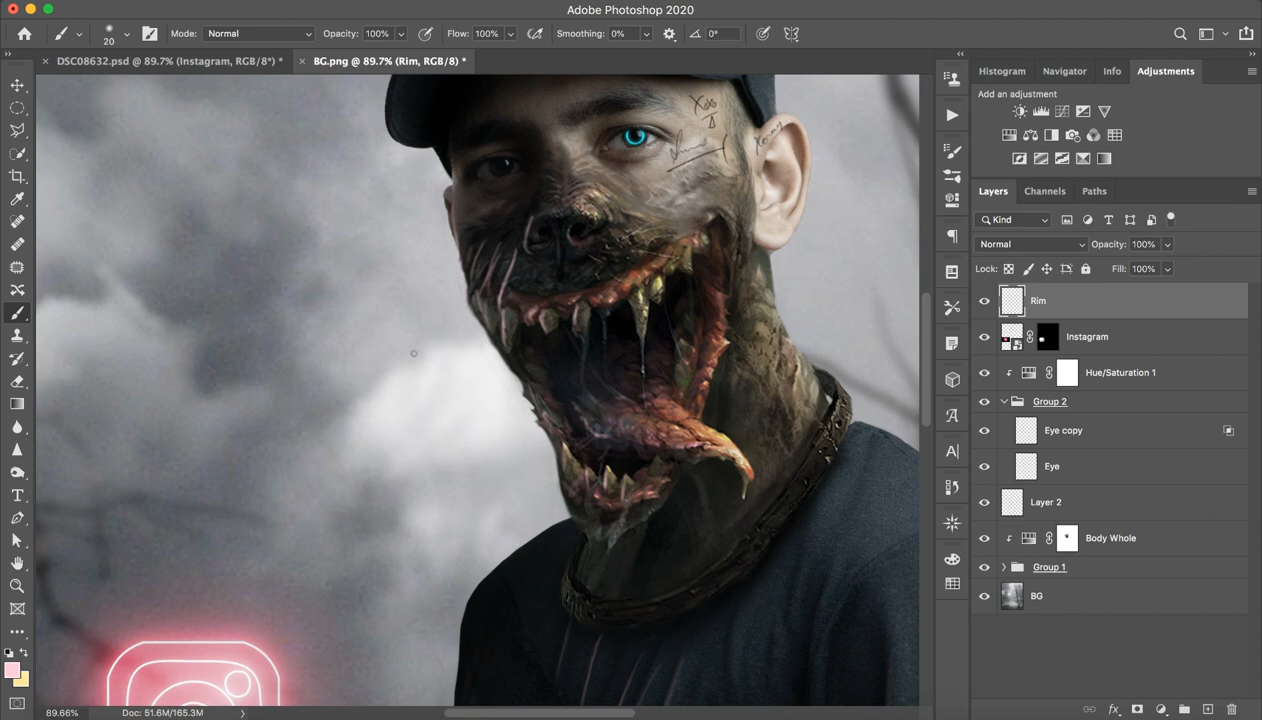 Adobe Photoshop 2020
20
Mode: Normal
Opacity: 100%
Flow: 100%
Smoothing: 0%
0°
DSC08632.psd @ 89.7% (Instagram, RGB/8*) *
BG.png @ 89.7% (Rim, RGB/8) *
Histogram
Navigator
Info
Adjustments
Add an adjustment
Layers
Channels
Paths
Kind
Normal
Opacity: 100%
Lock:
Fill: 100%
Rim
Instagram
Hue/Saturation 1
Group 2
Eye copy
Eye
Layer 2
Body Whole
Group 1
BG
89.66%
Doc: 51.6M/165.3M